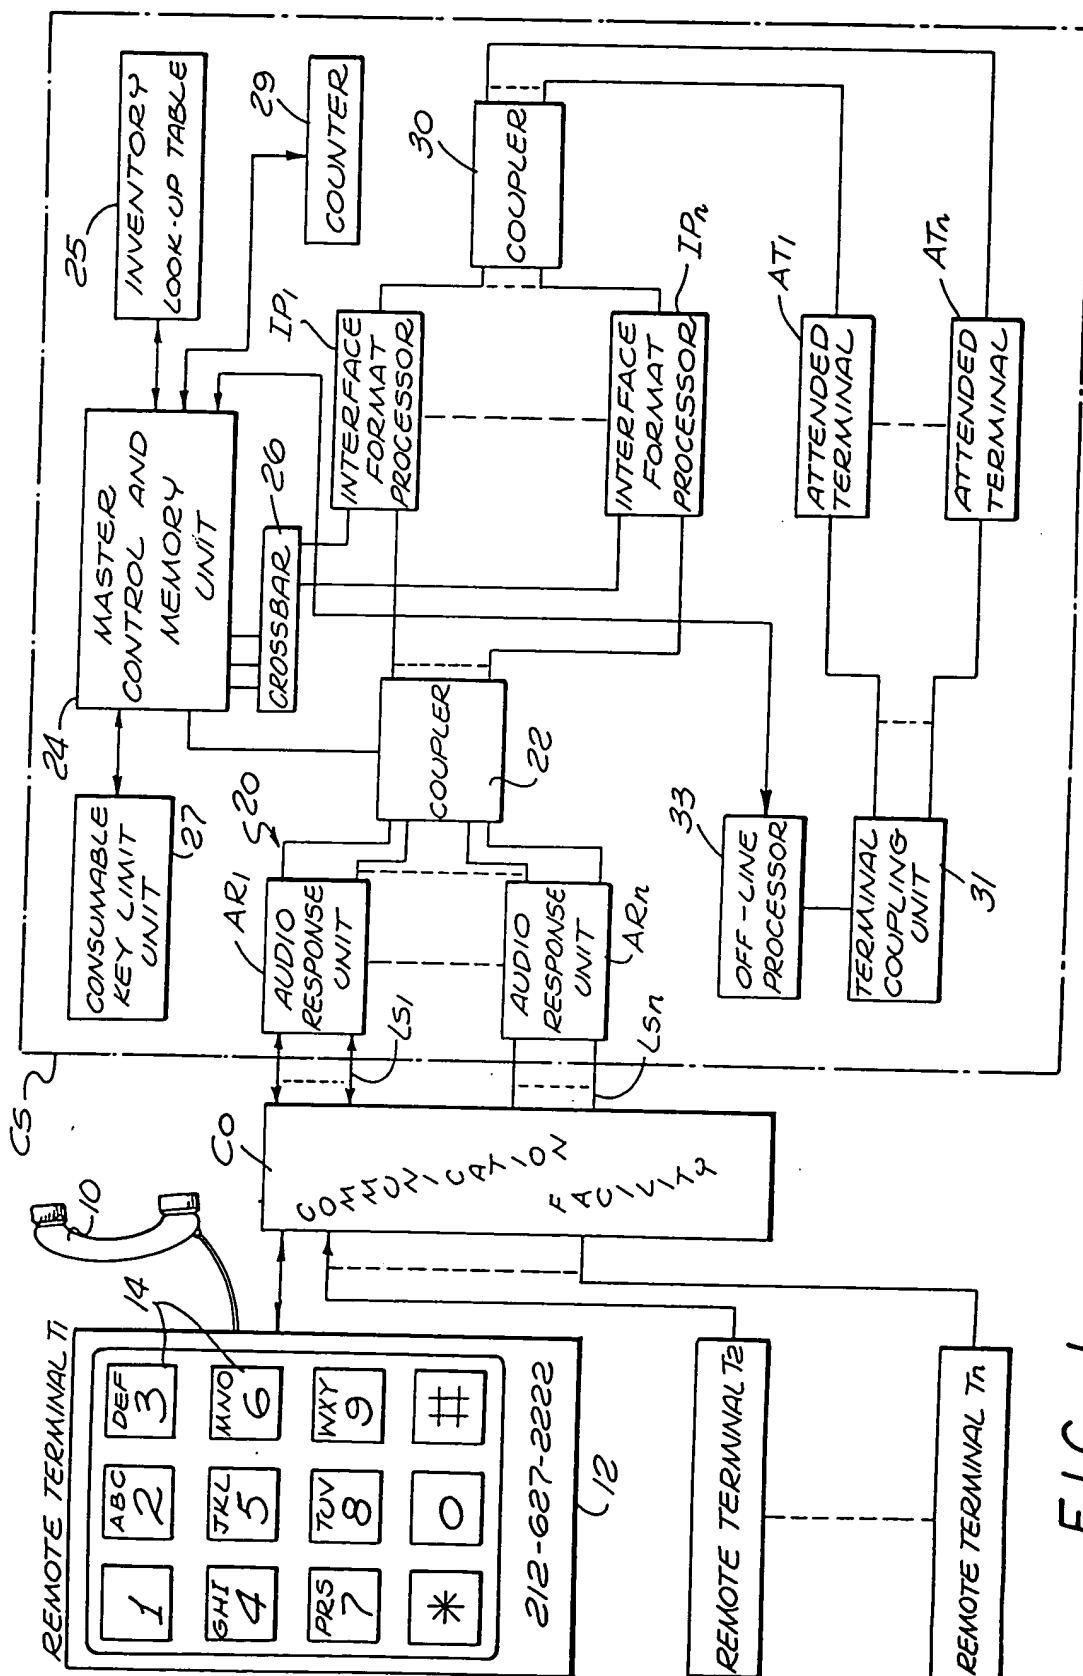 REMOTE TERMINAL T1
1
ABC
2
DEF
3
14
GHI
4
JKL
5
MNO
6
PRS
7
TUV
8
WXY
9
*
0
#
212-627-2222
12
10
REMOTE TERMINAL T2
REMOTE TERMINAL Tn
CO
COMMUNICATION
FACILITY
CS
LS1
LSn
CONSUMABLE
KEY LIMIT
UNIT
27
24
MASTER
CONTROL AND
MEMORY
UNIT
25
INVENTORY
LOOK-UP TABLE
29
COUNTER
CROSSBAR
26
20
AR1
AUDIO
RESPONSE
UNIT
AUDIO
RESPONSE
UNIT
ARn
COUPLER
22
IP1
INTERFACE
FORMAT
PROCESSOR
INTERFACE
FORMAT
PROCESSOR
IPn
COUPLER
30
33
OFF-LINE
PROCESSOR
TERMINAL
COUPLING
UNIT
31
AT1
ATTENDED
TERMINAL
ATn
ATTENDED
TERMINAL